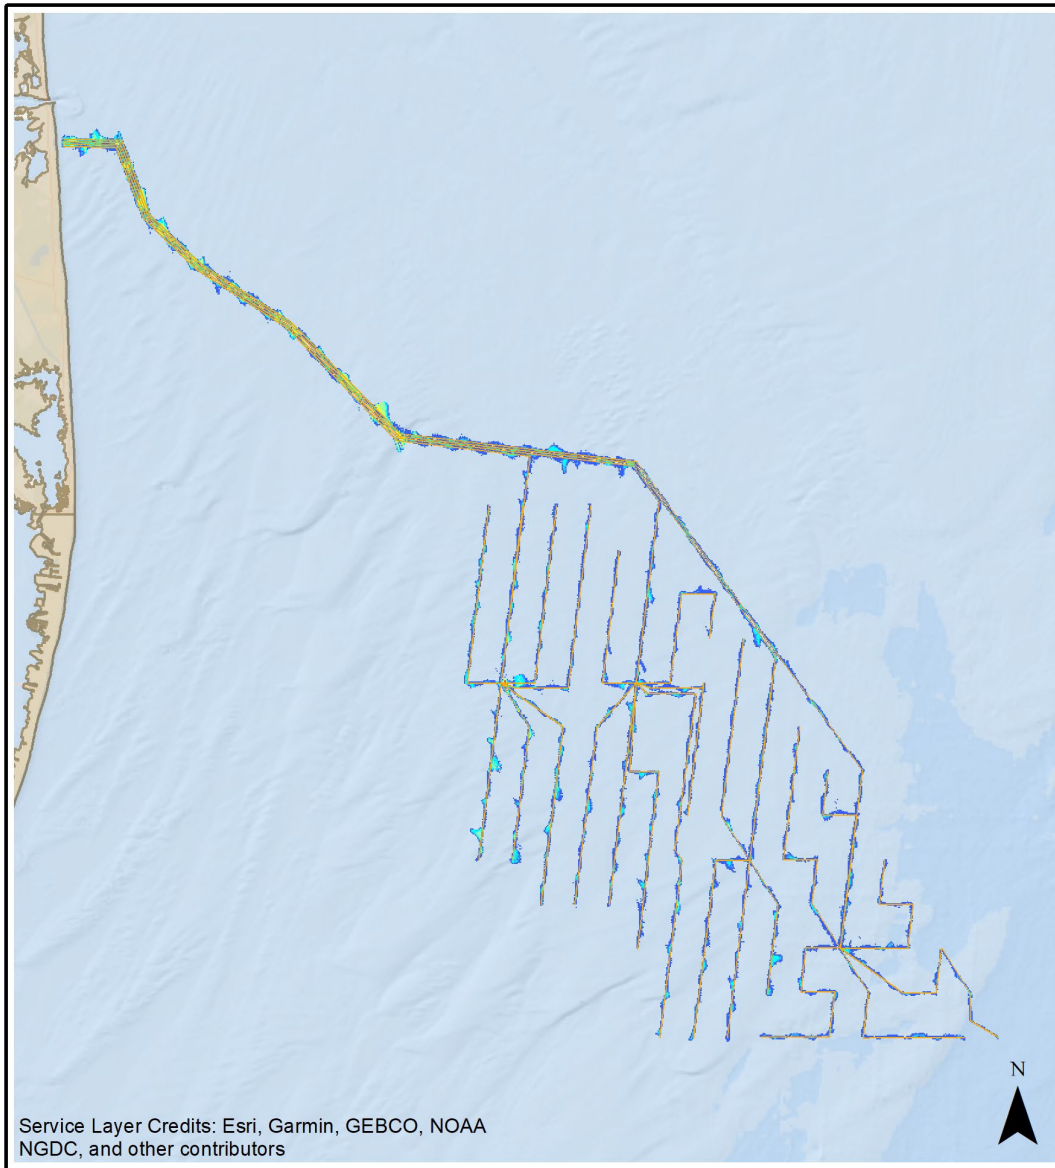 N
Service Layer Credits: Esri, Garmin, GEBCO, NOAA
NGDC, and other contributors